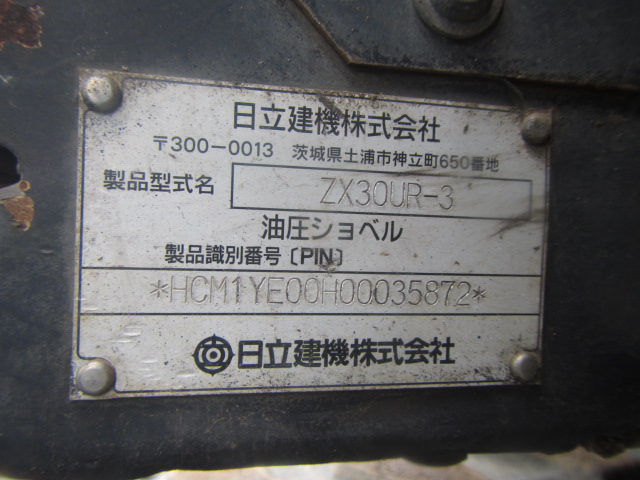 日立建機株式会社
〒300-0013 茨城県土浦市神立町650番地
製品型式名 ZX30UR-3
油圧ショベル
製品識別番号〔PIN〕
*HCM1YE00H00035872*
日立建機株式会社